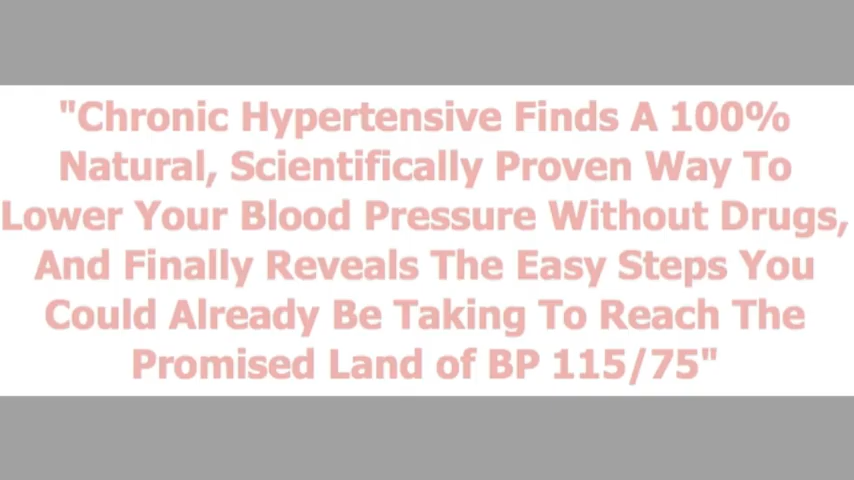 "Chronic Hypertensive Finds A 100%
Natural, Scientifically Proven Way To
Lower Your Blood Pressure Without Drugs,
And Finally Reveals The Easy Steps You
Could Already Be Taking To Reach The
Promised Land of BP 115/75"